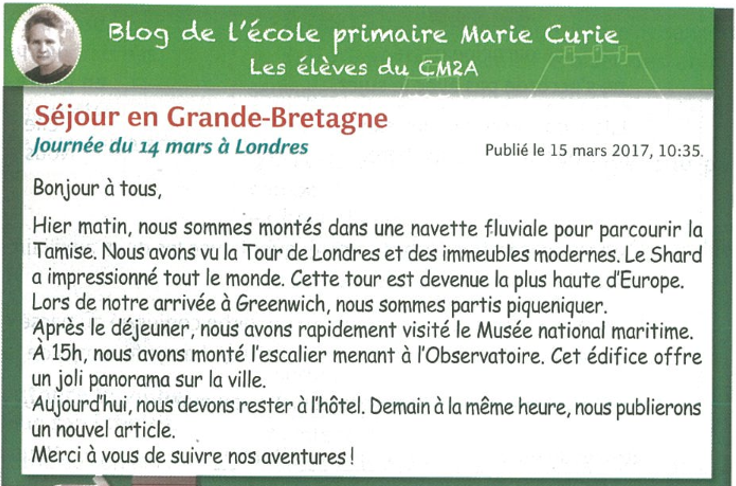 Blog de l'école primaire Marie Curie
Les élèves du CM2A
Séjour en Grande-Bretagne
Journée du 14 mars à Londres
Publié le 15 mars 2017, 10:35.
Bonjour à tous,
Hier matin, nous sommes montés dans une navette fluviale pour parcourir la
Tamise. Nous avons vu la Tour de Londres et des immeubles modernes. Le Shard
a impressionné tout le monde. Cette tour est devenue la plus haute d'Europe.
Lors de notre arrivée à Greenwich, nous sommes partis piqueniquer.
Après le déjeuner, nous avons rapidement visité le Musée national maritime.
À 15h, nous avons monté l'escalier menant à l'Observatoire. Cet édifice offre
un joli panorama sur la ville.
Aujourd'hui, nous devons rester à l'hôtel. Demain à la même heure, nous publierons
un nouvel article.
Merci à vous de suivre nos aventures !